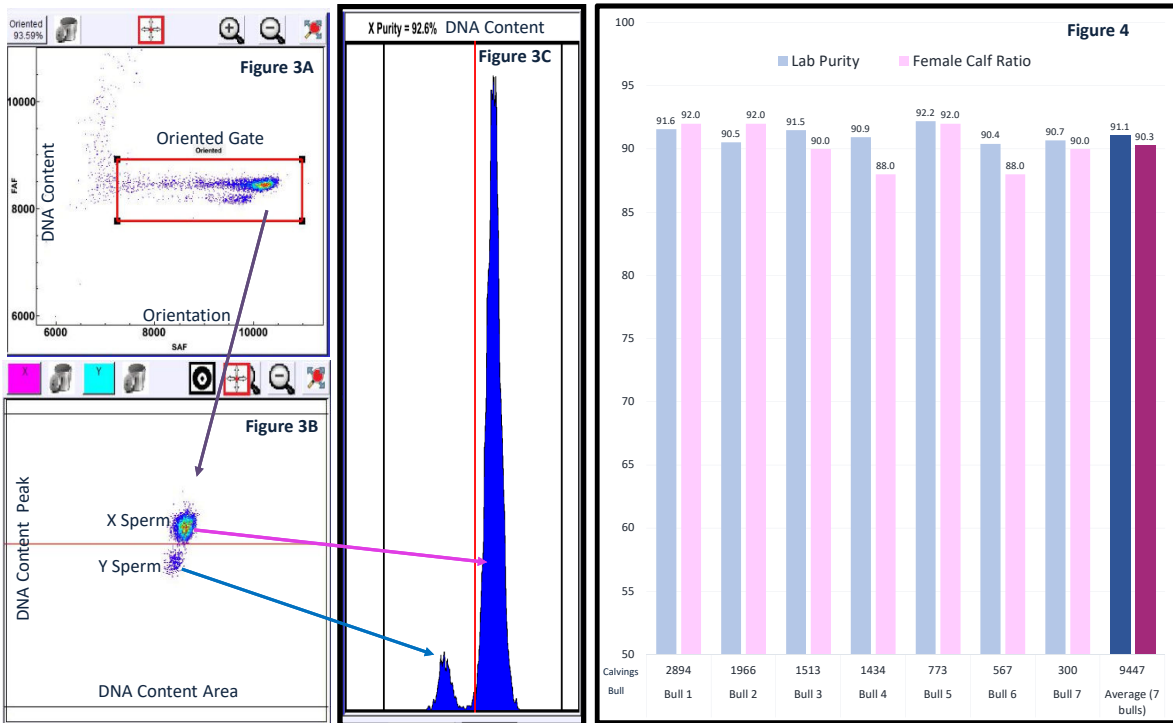 Oriented
93.59%
Figure 3A
10000
Oriented Gate
Oriented
DNA Content
FAF
8000
6000
Orientation
6000 8000 10000
SAF
X Y
Figure 3B
DNA Content Peak
X Sperm
Y Sperm
DNA Content Area
X Purity = 92.6% DNA Content
Figure 3C
Figure 4
Lab Purity Female Calf Ratio
100
95
90
85
80
75
70
65
60
55
50
91.6 92.0 90.5 92.0 91.5 90.0 90.9 88.0 92.2 92.0 90.4 88.0 90.7 90.0 91.1 90.3
Calvings 2894 1966 1513 1434 773 567 300 9447
Bull Bull 1 Bull 2 Bull 3 Bull 4 Bull 5 Bull 6 Bull 7 Average (7
bulls)